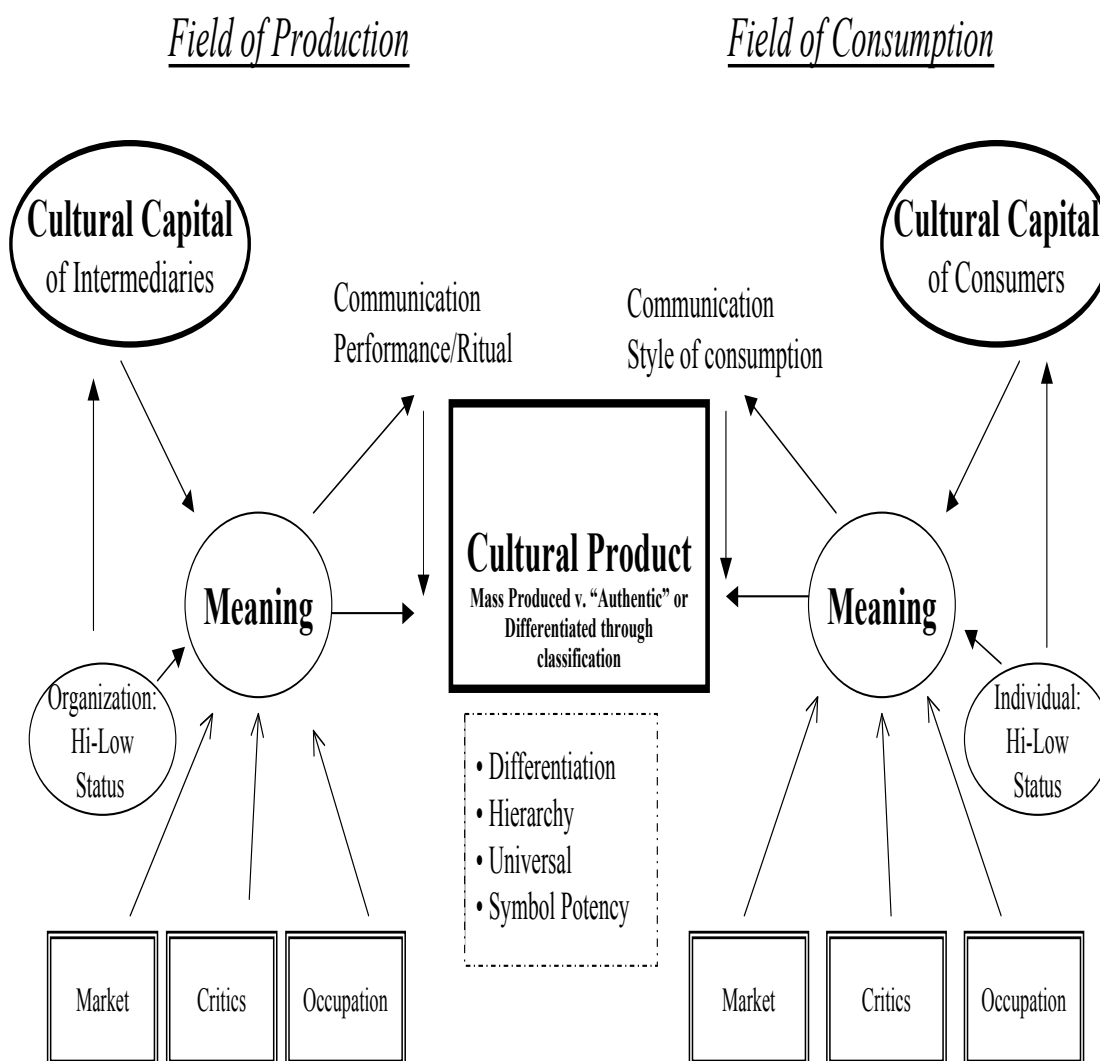 Field of Production
Field of Consumption
Cultural Capital
of Intermediaries
Cultural Capital
of Consumers
Communication
Performance/Ritual
Communication
Style of consumption
Meaning
Cultural Product
Mass Produced v. “Authentic” or
Differentiated through
classification
Meaning
Organization:
Hi-Low
Status
Individual:
Hi-Low
Status
• Differentiation
• Hierarchy
• Universal
• Symbol Potency
Market
Critics
Occupation
Market
Critics
Occupation